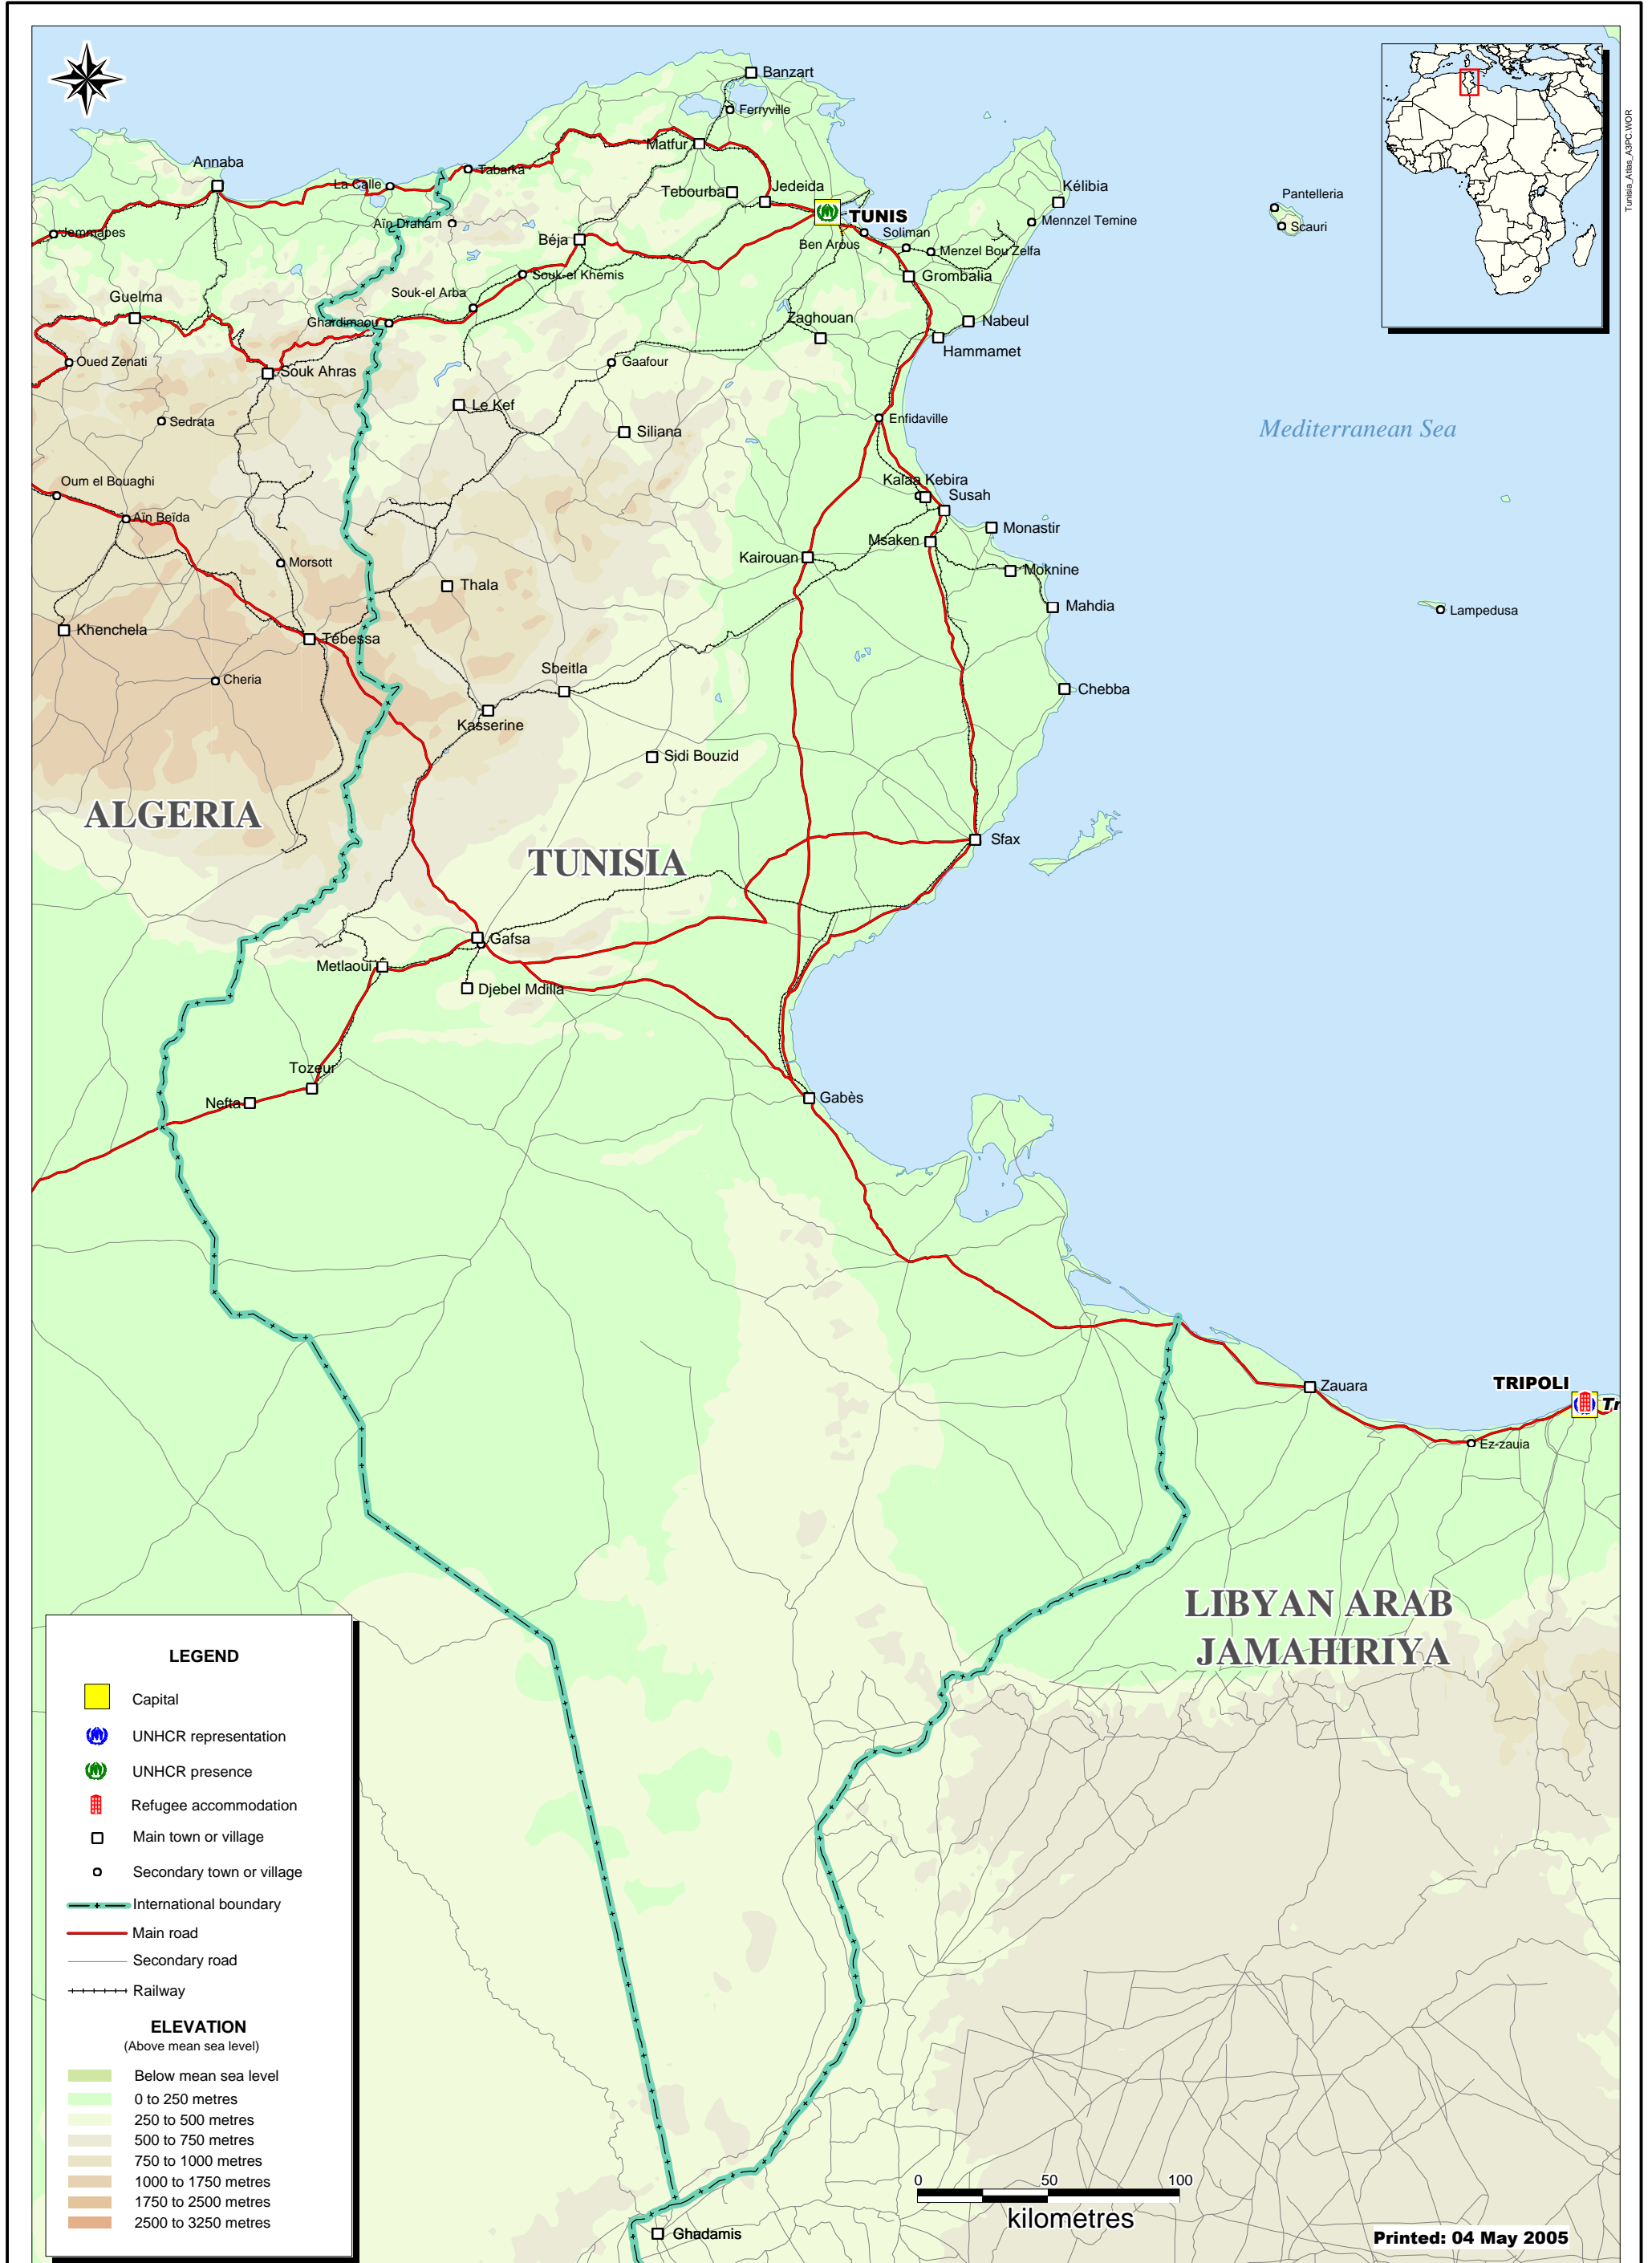 Tunisia_Atlas_A3PC.WOR
Banzart
Ferryville
Matfur
Annaba
La Calle
Tabarka
Tebourba
Jedeida
Kélibia
Pantelleria
Scauri
Jemmapes
Aïn Draham
Béja
TUNIS
Ben Arous
Soliman
Mennzel Temine
Menzel Bou Zelfa
Souk-el Khemis
Grombalia
Guelma
Souk-el Arba
Ghardimaou
Zaghouan
Nabeul
Hammamet
Oued Zenati
Souk Ahras
Gaafour
Le Kef
Sedrata
Siliana
Enfidaville
Mediterranean Sea
Oum el Bouaghi
Aïn Beïda
Kalaa Kebira
Susah
Monastir
Msaken
Morsott
Kairouan
Moknine
Thala
Mahdia
Lampedusa
Khenchela
Tébessa
Cheria
Sbeitla
Chebba
Kasserine
Sidi Bouzid
ALGERIA
TUNISIA
Sfax
Gafsa
Metlaoui
Djebel Mdilla
Tozeur
Nefta
Gabès
Zauara
TRIPOLI
Tr
Ez-zauia
LIBYAN ARAB
JAMAHIRIYA
LEGEND
Capital
UNHCR representation
UNHCR presence
Refugee accommodation
Main town or village
Secondary town or village
International boundary
Main road
Secondary road
Railway
ELEVATION
(Above mean sea level)
Below mean sea level
0 to 250 metres
250 to 500 metres
500 to 750 metres
750 to 1000 metres
1000 to 1750 metres
1750 to 2500 metres
2500 to 3250 metres
0 50 100
kilometres
Ghadamis
Printed: 04 May 2005